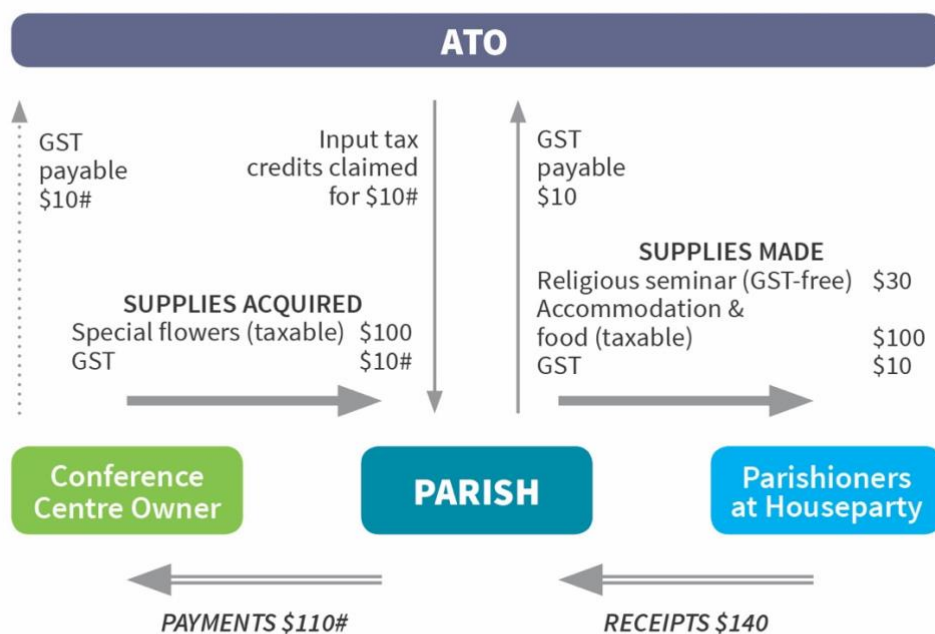 ATO
GST
payable
$10#
Input tax
credits claimed
for $10#
GST
payable
$10
SUPPLIES ACQUIRED
Special flowers (taxable) $100
GST $10#
SUPPLIES MADE
Religious seminar (GST-free) $30
Accommodation &
food (taxable) $100
GST $10
Conference
Centre Owner
PARISH
Parishioners
at Houseparty
PAYMENTS $110#
RECEIPTS $140